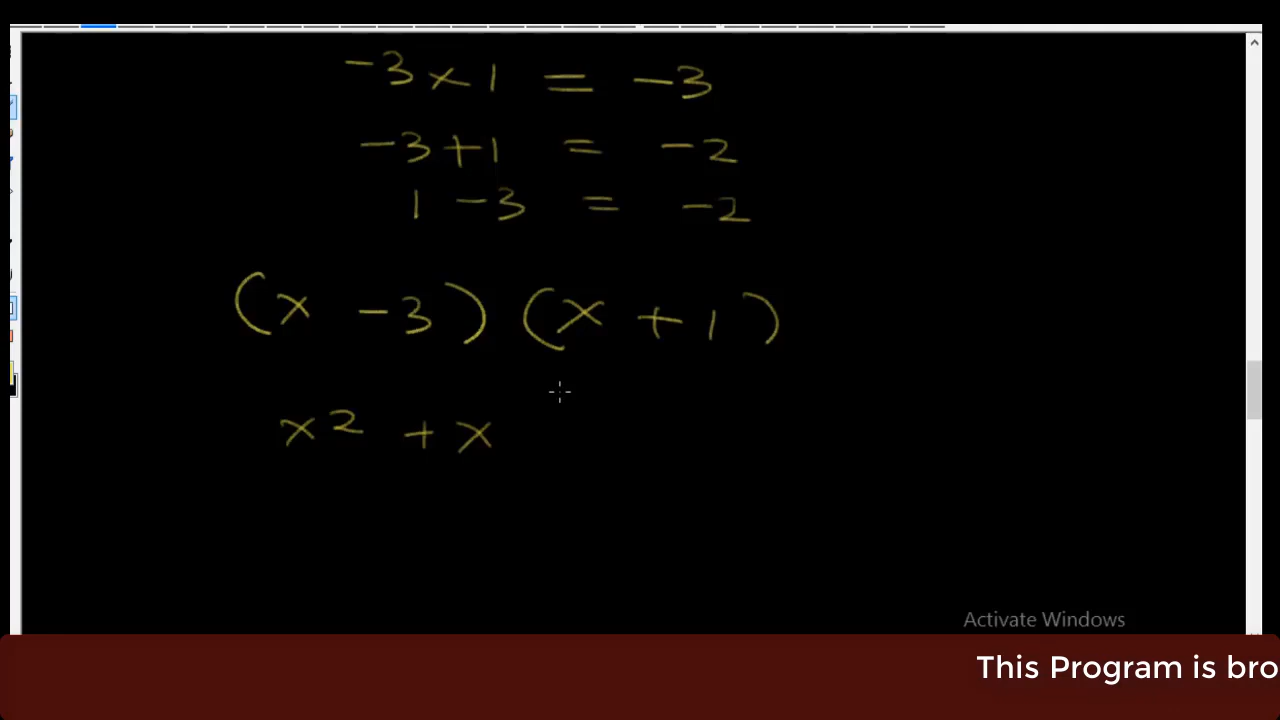 -3 × 1 = -3
-3 + 1 = -2
1 - 3 = -2
(x - 3) (x + 1)
x² + x
Activate Windows
This Program is bro